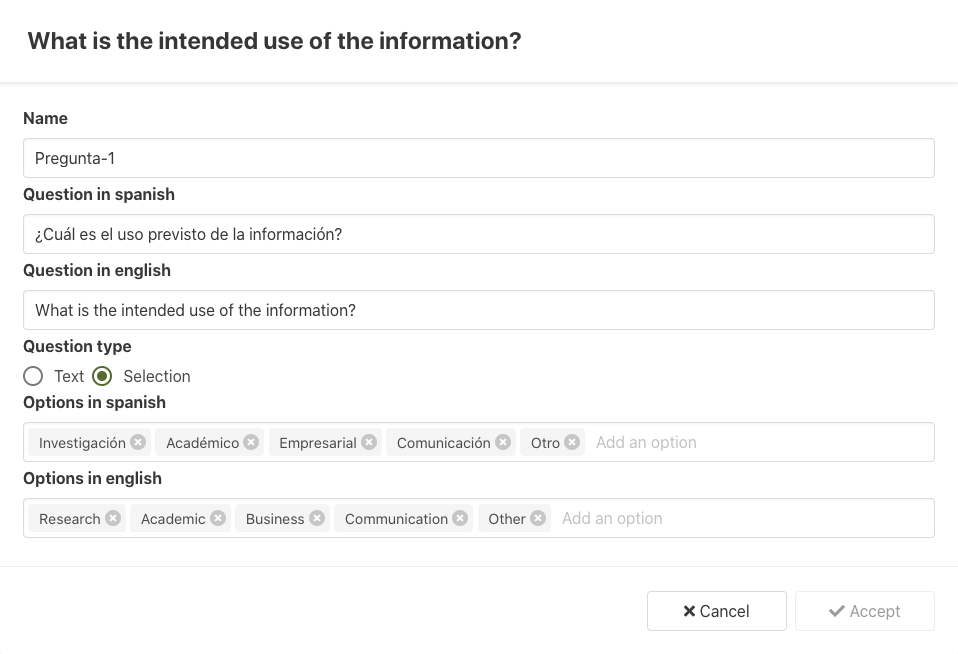 What is the intended use of the information?
Name
Pregunta-1
Question in spanish
¿Cuál es el uso previsto de la información?
Question in english
What is the intended use of the information?
Question type
Text Selection
Options in spanish
Investigación Académico Empresarial Comunicación Otro Add an option
Options in english
Research Academic Business Communication Other Add an option
Cancel Accept